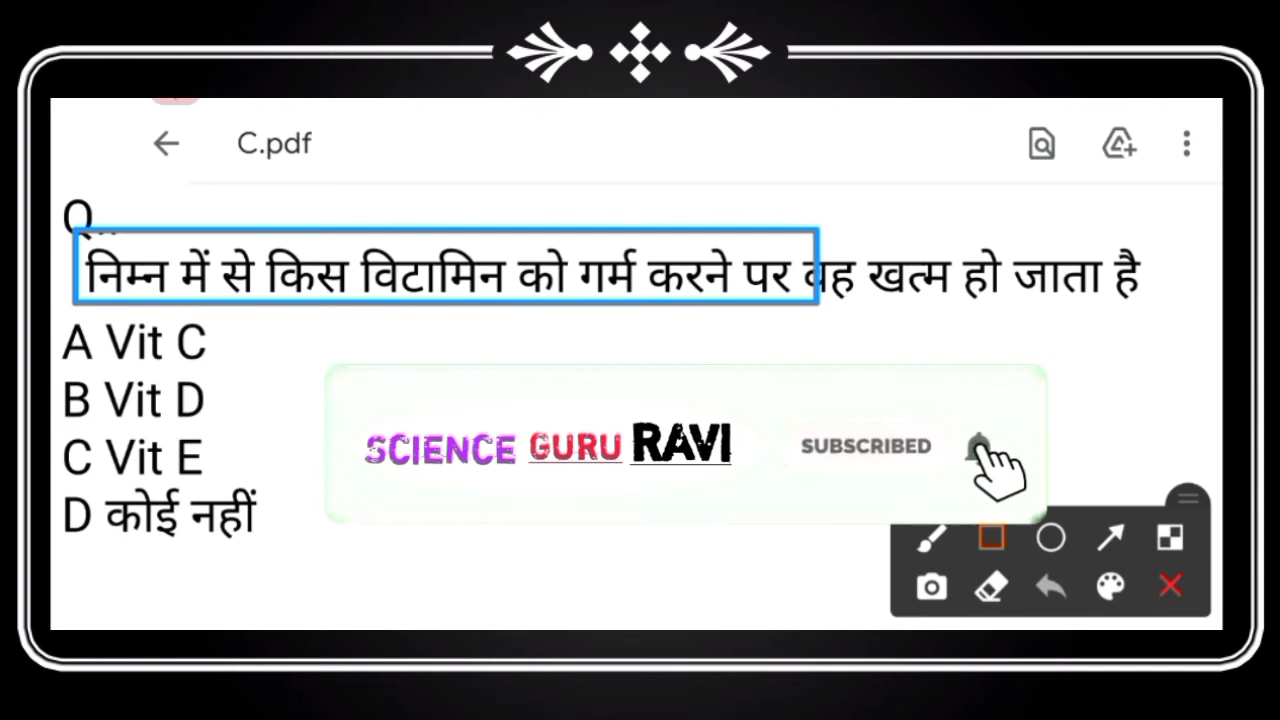 C.pdf
Q..
निम्न में से किस विटामिन को गर्म करने पर वह खत्म हो जाता है
A Vit C
B Vit D
C Vit E
D कोई नहीं
SCIENCE GURU RAVI SUBSCRIBED